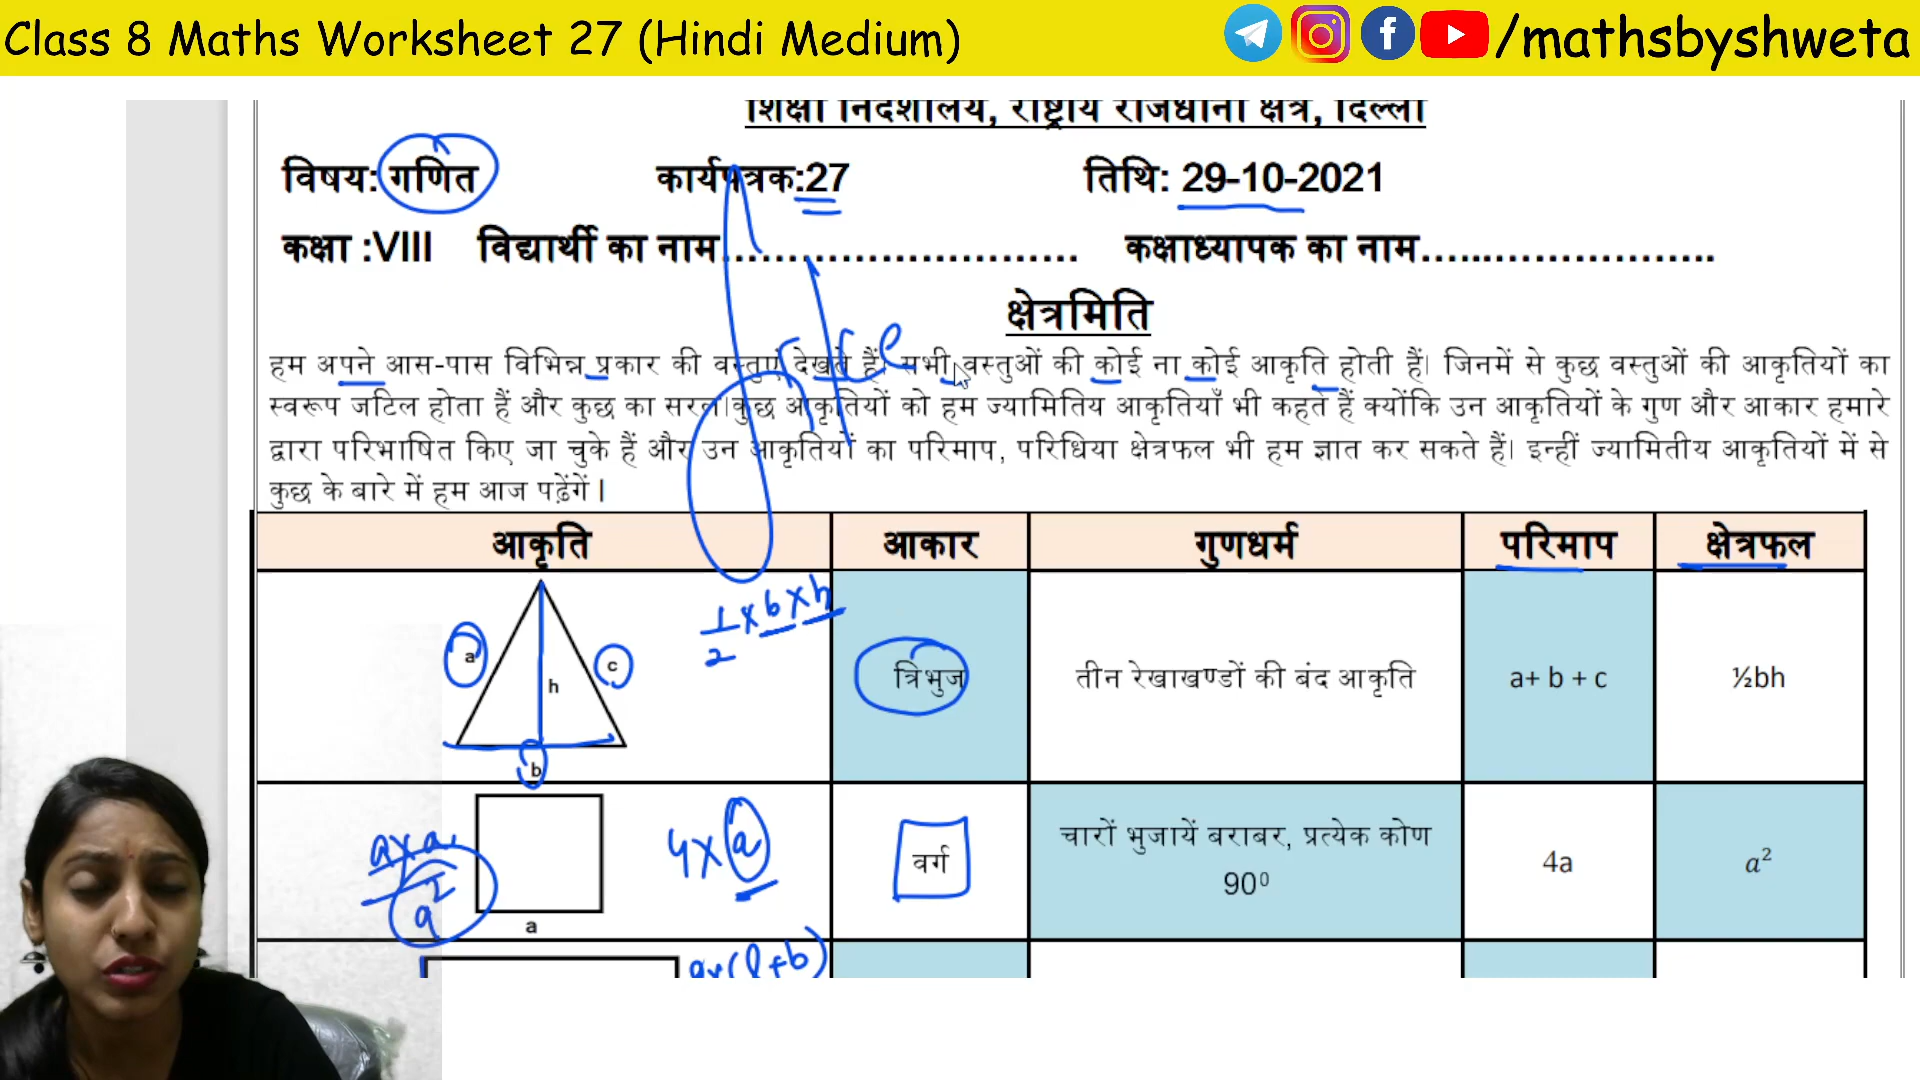 Class 8 Maths Worksheet 27 (Hindi Medium)
/mathsbyshweta
शिक्षा निदेशालय, राष्ट्रीय राजधानी क्षेत्र, दिल्ली
विषय: गणित कार्यपत्रक:27 तिथि: 29-10-2021
कक्षा :VIII विद्यार्थी का नाम………………………… कक्षाध्यापक का नाम…...………………..
क्षेत्रमिति
हम अपने आस-पास विभिन्न प्रकार की वस्तुएं देखते हैं, सभी वस्तुओं की कोई ना कोई आकृति होती हैं। जिनमें से कुछ वस्तुओं की आकृतियों का
स्वरूप जटिल होता हैं और कुछ का सरल।कुछ आकृतियों को हम ज्यामितिय आकृतियाँ भी कहते हैं क्योंकि उन आकृतियों के गुण और आकार हमारे
द्वारा परिभाषित किए जा चुके हैं और उन आकृतियों का परिमाप, परिधिया क्षेत्रफल भी हम ज्ञात कर सकते हैं। इन्हीं ज्यामितीय आकृतियों में से
कुछ के बारे में हम आज पढ़ेंगें ।
आकृति आकार गुणधर्म परिमाप क्षेत्रफल
1/2 × b × h
a c h
b
त्रिभुज तीन रेखाखण्डों की बंद आकृति a+ b + c ½bh
a×a
a²
a
4×a
वर्ग चारों भुजायें बराबर, प्रत्येक कोण
90⁰
4a a²
(l+b)